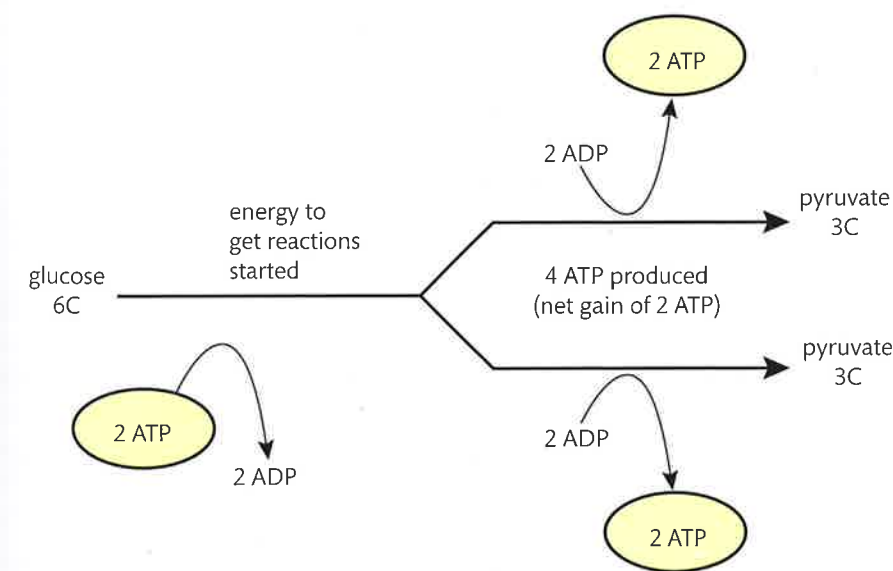 2 ATP
2 ADP
pyruvate
3C
energy to
get reactions
started
glucose
6C
4 ATP produced
(net gain of 2 ATP)
pyruvate
3C
2 ATP
2 ADP
2 ADP
2 ATP